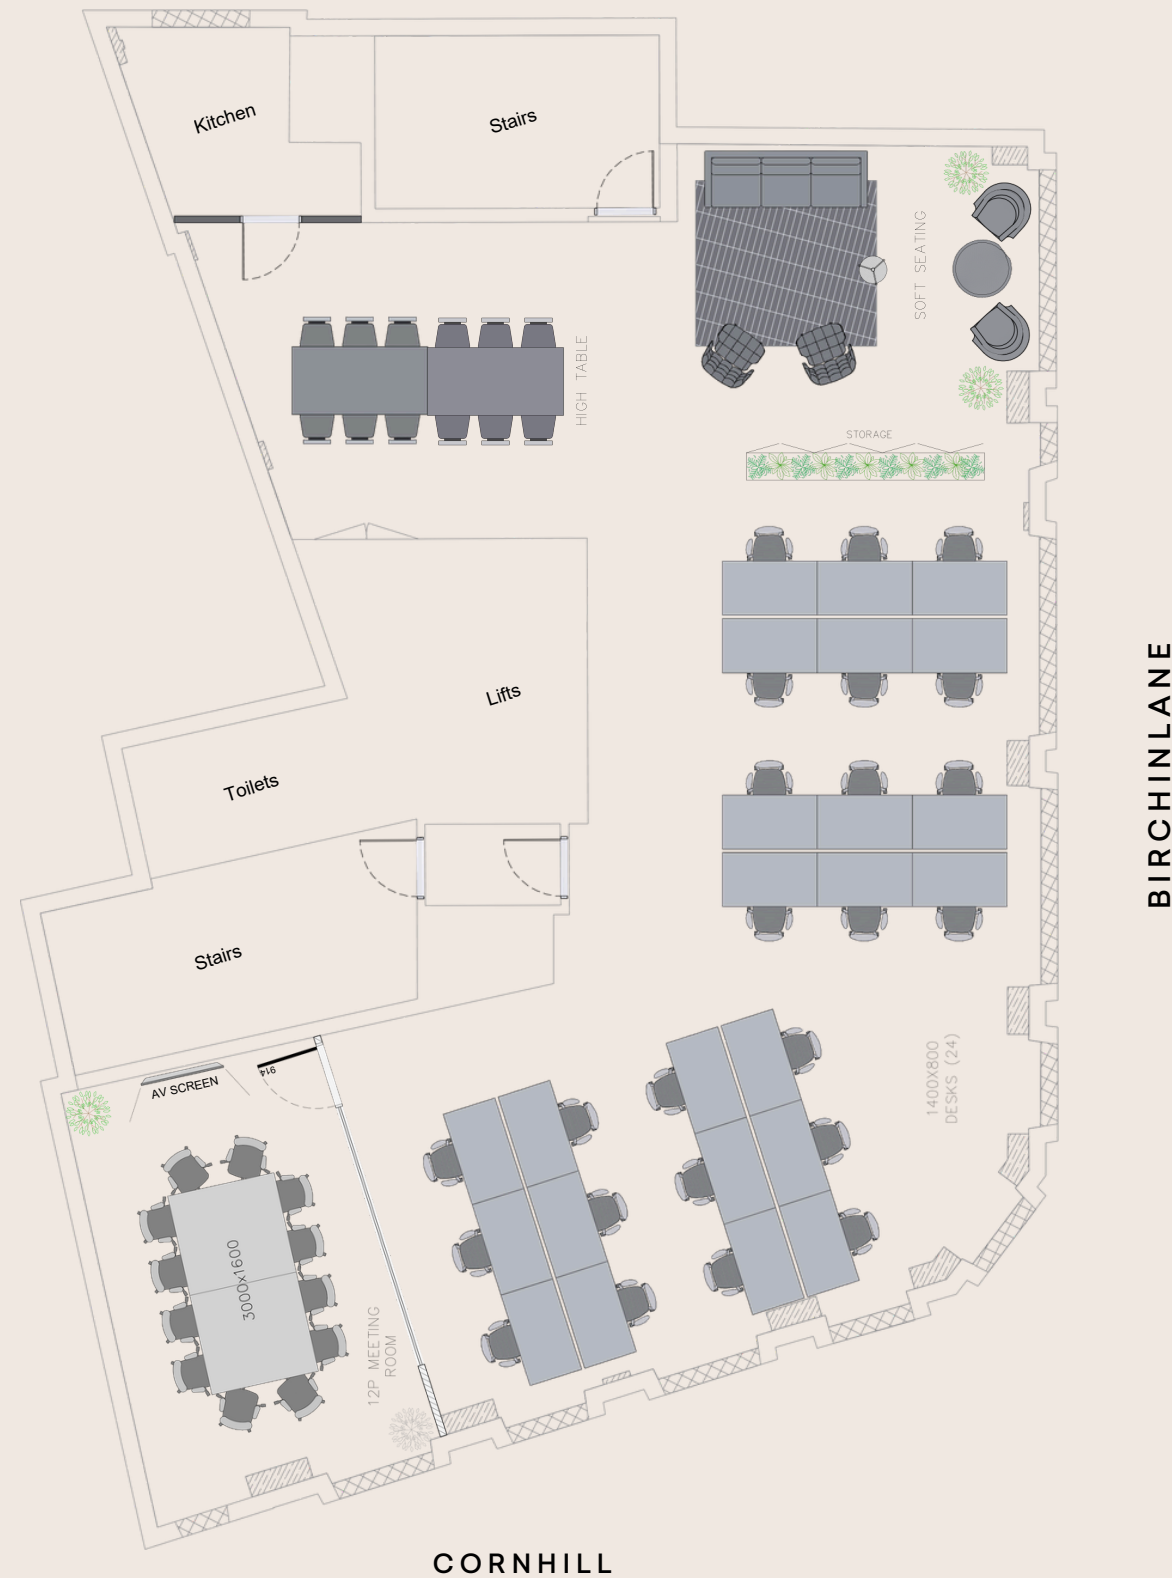 Kitchen
Stairs
SOFT SEATING
HIGH TABLE
STORAGE
Lifts
BIRCHINLANE
Toilets
Stairs
914
AV SCREEN
1400X800
DESKS (24)
3000x1600
12P MEETING
ROOM
CORNHILL